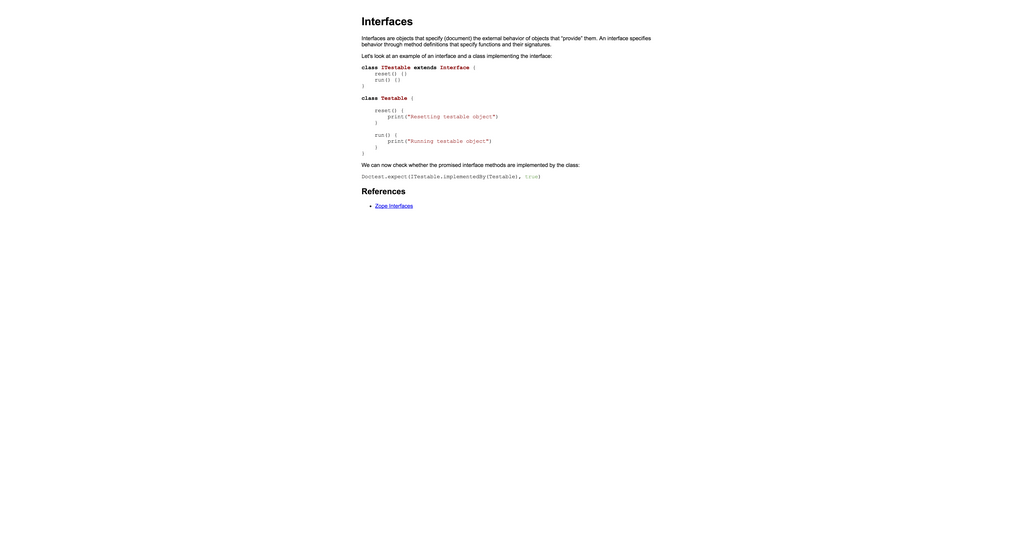 Interfaces
Interfaces are objects that specify (document) the external behavior of objects that "provide" them. An interface specifies
behavior through method definitions that specify functions and their signatures.
Let's look at an example of an interface and a class implementing the interface:
class ITestable extends Interface {
    reset() {}
    run() {}
}
class Testable {
    reset() {
        print("Resetting testable object")
    }
    run() {
        print("Running testable object")
    }
}
We can now check whether the promised interface methods are implemented by the class:
Doctest.expect(ITestable.implementedBy(Testable), true)
References
• Zope Interfaces